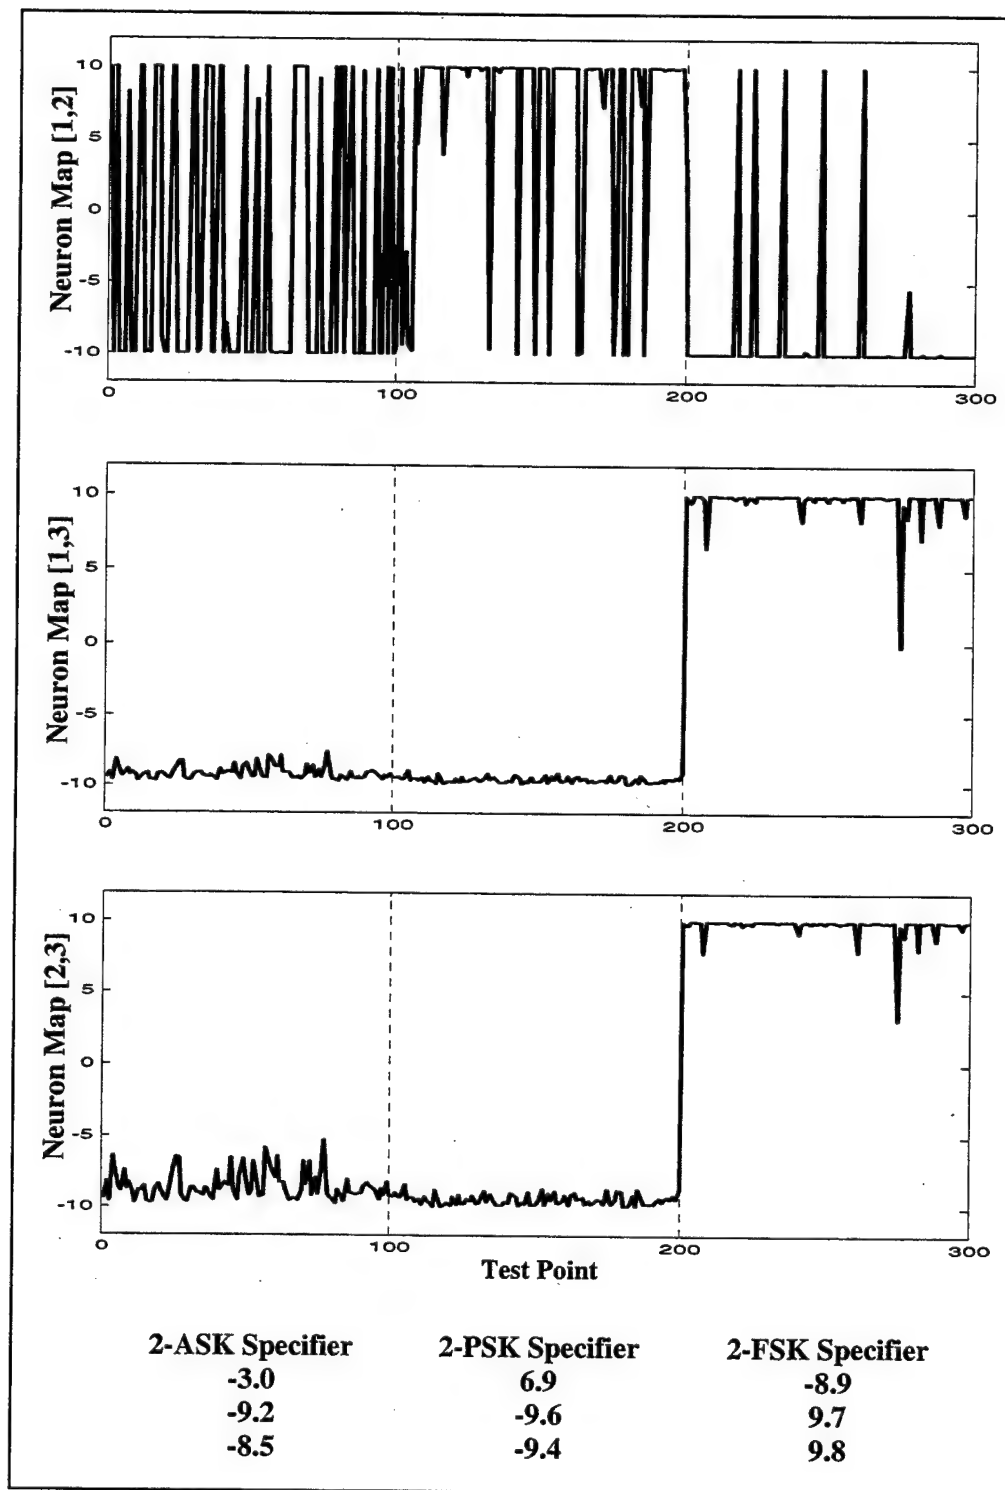 Neuron Map [1,2]
10
5
0
-5
-10
0 100 200 300
Neuron Map [1,3]
10
5
0
-5
-10
0 100 200 300
Neuron Map [2,3]
10
5
0
-5
-10
0 100 200 300
Test Point
2-ASK Specifier 2-PSK Specifier 2-FSK Specifier
-3.0 6.9 -8.9
-9.2 -9.6 9.7
-8.5 -9.4 9.8